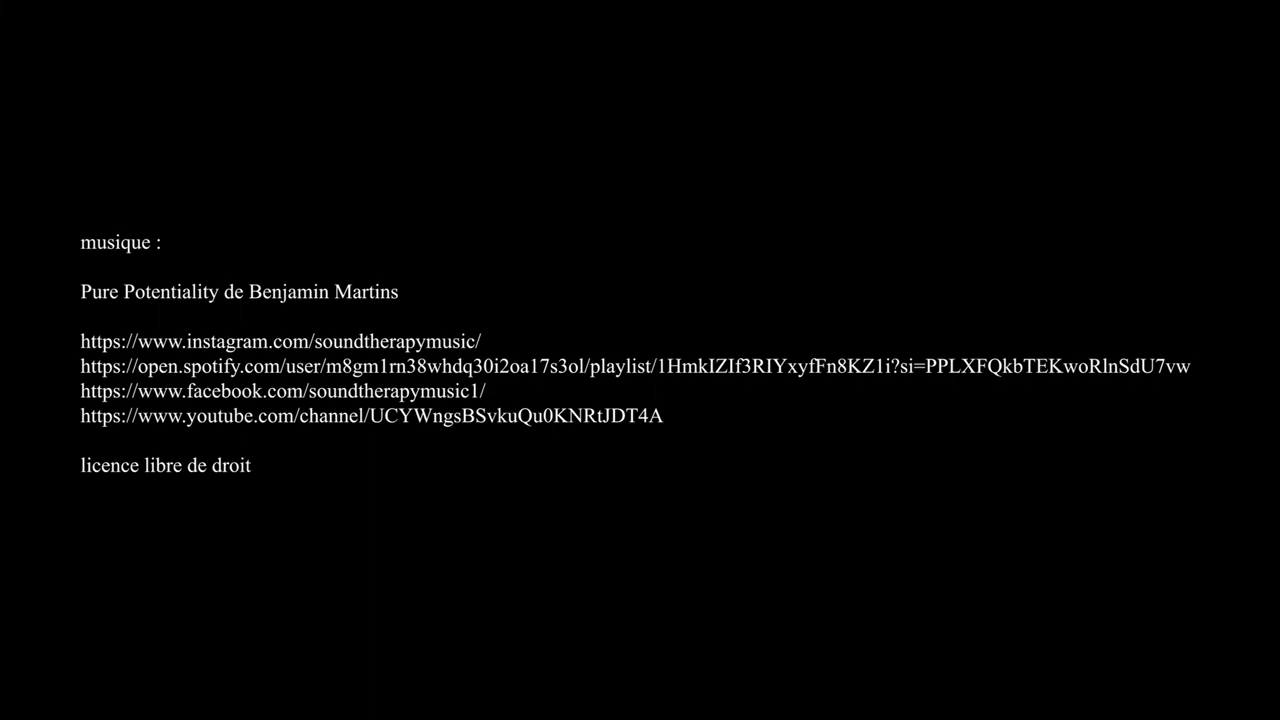 musique :
Pure Potentiality de Benjamin Martins
https://www.instagram.com/soundtherapymusic/
https://open.spotify.com/user/m8gm1rn38whdq30i2oa17s3ol/playlist/1HmkIZIf3RIYxyfFn8KZ1i?si=PPLXFQkbTEKwoRlnSdU7vw
https://www.facebook.com/soundtherapymusic1/
https://www.youtube.com/channel/UCYWngsBSvkuQu0KNRtJDT4A
licence libre de droit